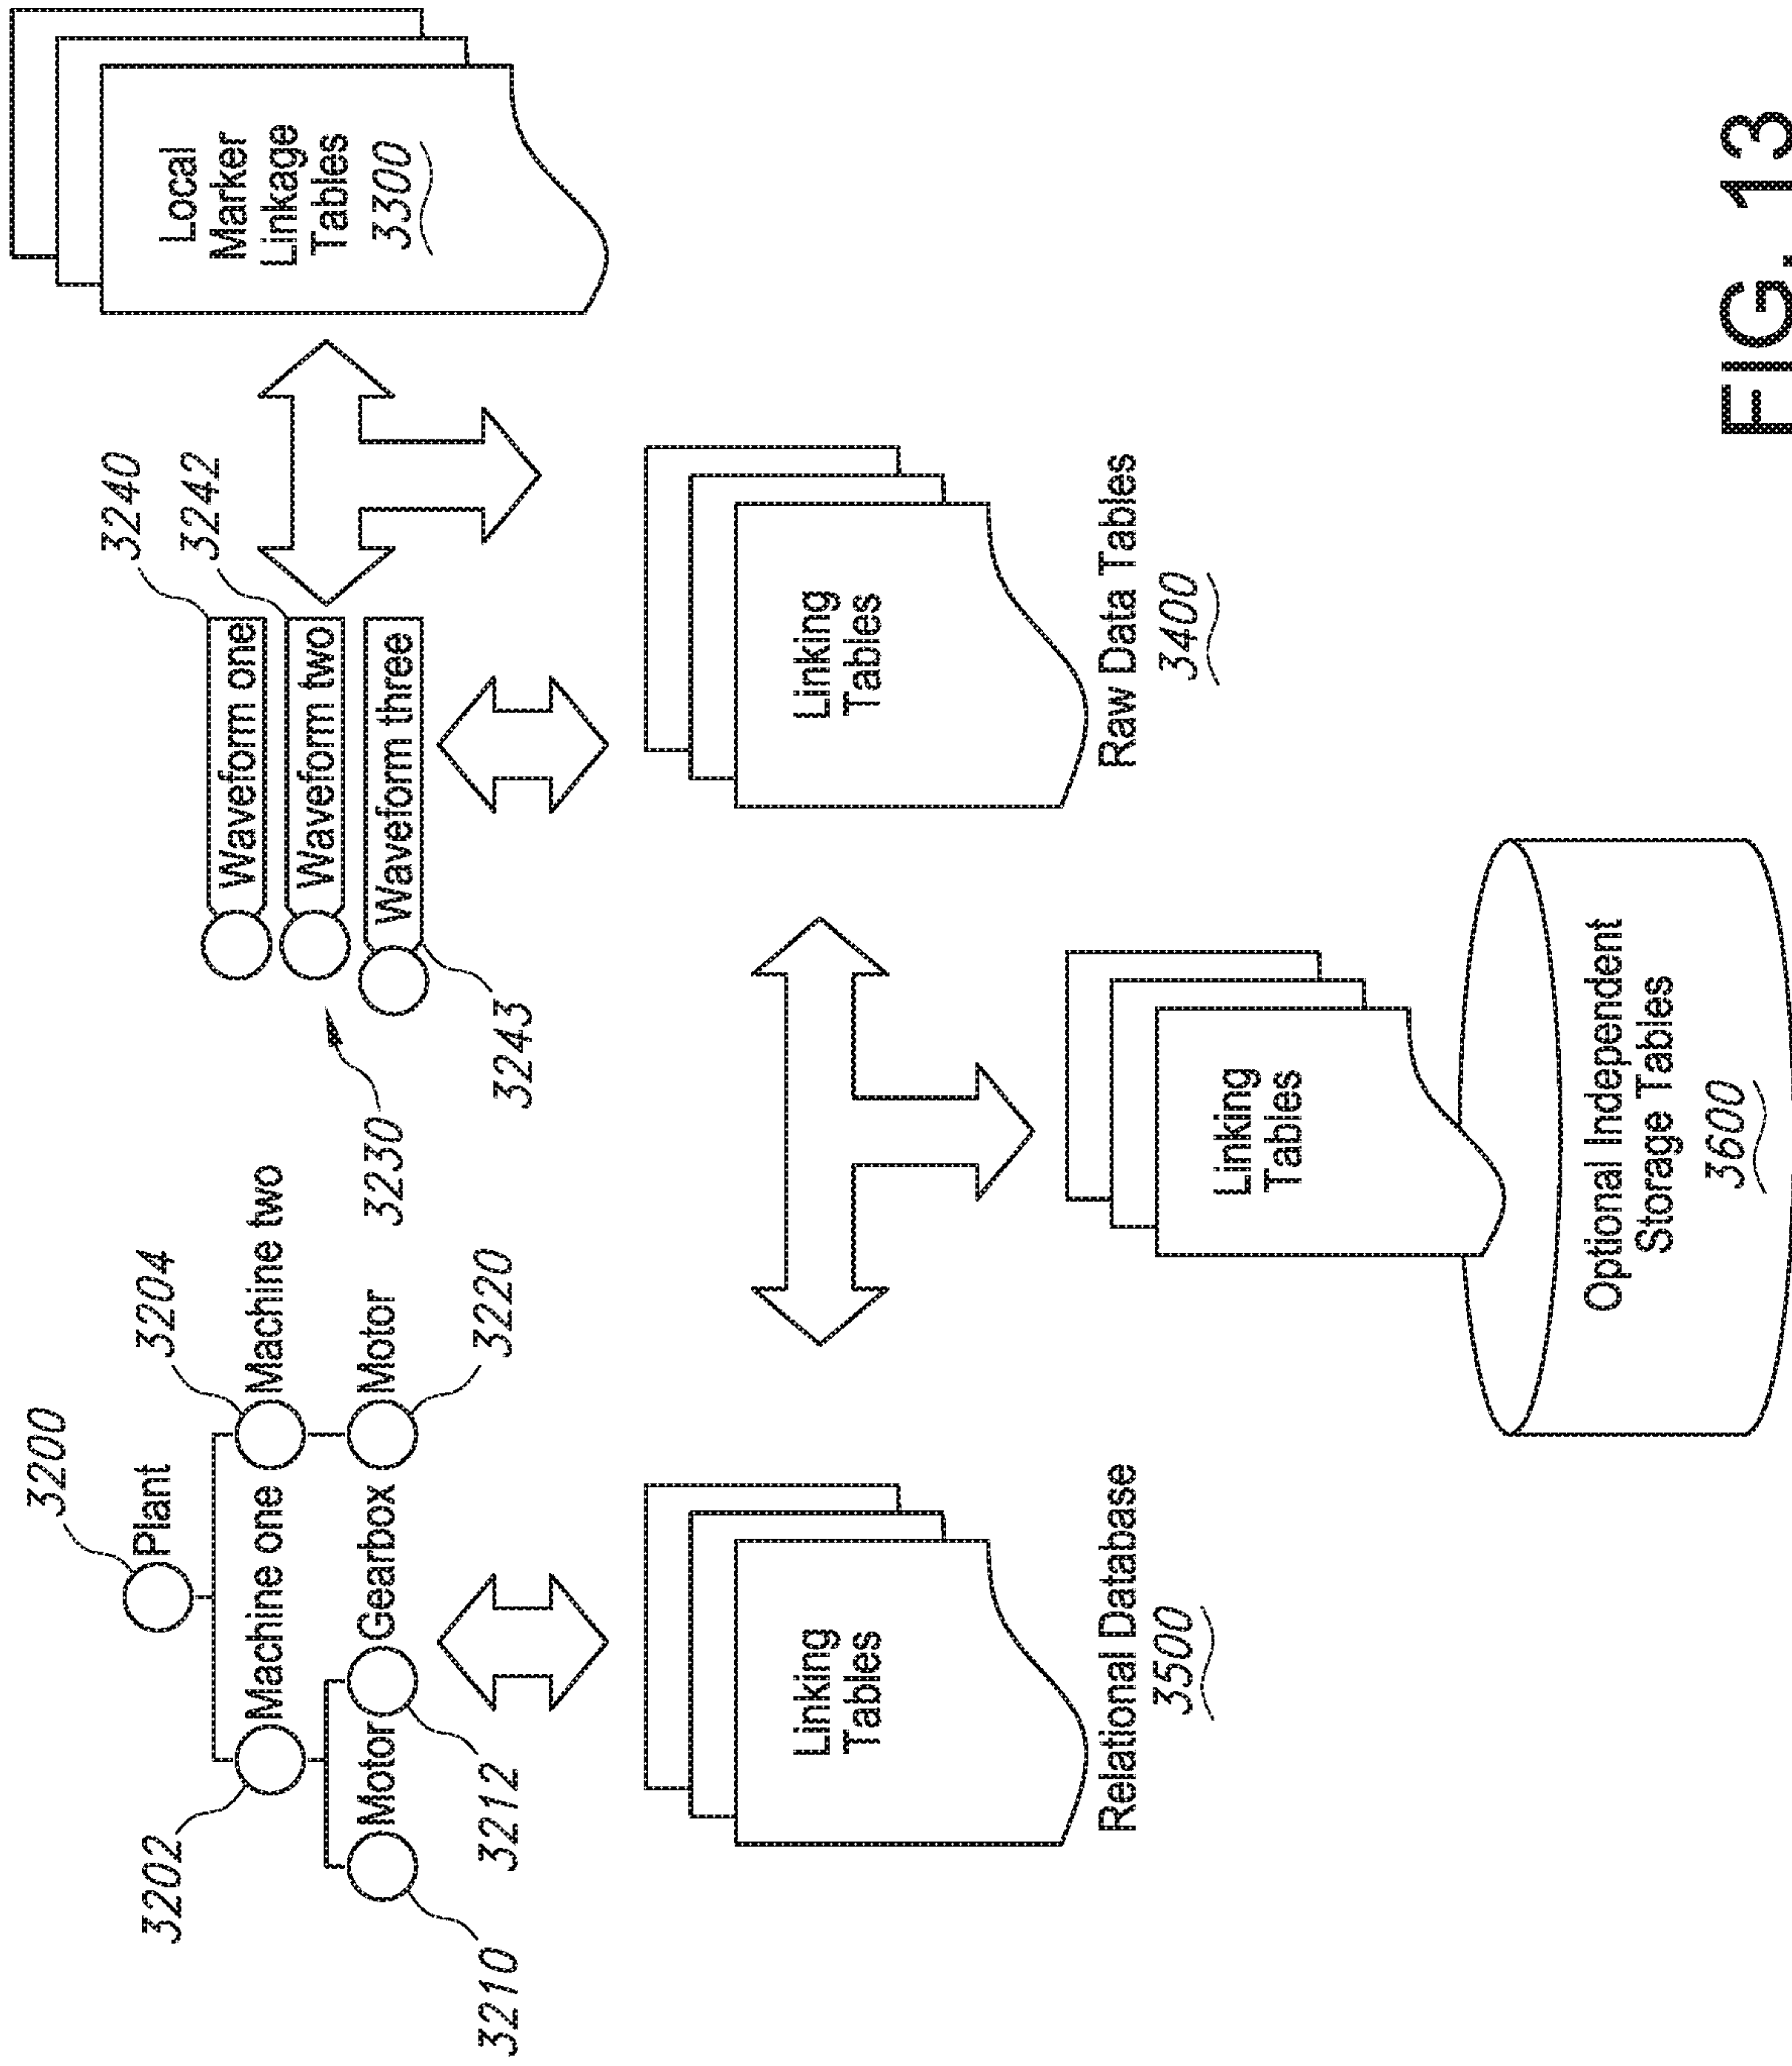 3200
Plant
3202
Machine one
3204
Machine two
3210
Motor
3212
Gearbox
Motor
3220
3230
3240
Waveform one
3242
Waveform two
Waveform three
3243
Local
Marker
Linkage
Tables
3300
Linking
Tables
Relational Database
3500
Linking
Tables
Raw Data Tables
3400
Linking
Tables
Optional Independent
Storage Tables
3600
FIG. 13